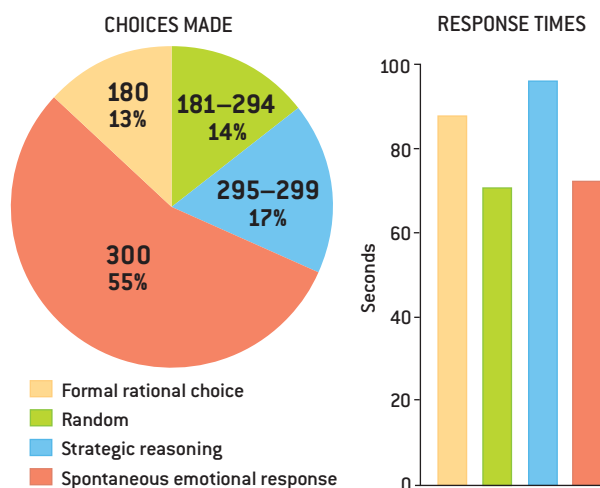 CHOICES MADE
180
13%
181–294
14%
295–299
17%
300
55%
Formal rational choice
Random
Strategic reasoning
Spontaneous emotional response
RESPONSE TIMES
Seconds
100
80
60
40
20
0